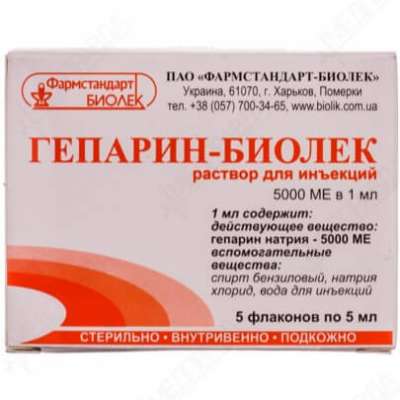 Фармстандарт
БИОЛЕК
ПАО «ФАРМСТАНДАРТ-БИОЛЕК»
Украина, 61070, г. Харьков, Померки
тел. +38 (057) 700-34-65, www.biolik.com.ua
ГЕПАРИН-БИОЛЕК
раствор для инъекций
5000 МЕ в 1 мл
1 мл содержит:
действующее вещество:
гепарин натрия - 5000 МЕ
вспомогательные
вещества:
спирт бензиловый, натрия
хлорид, вода для инъекций
5 флаконов по 5 мл
СТЕРИЛЬНО • ВНУТРИВЕННО • ПОДКОЖНО